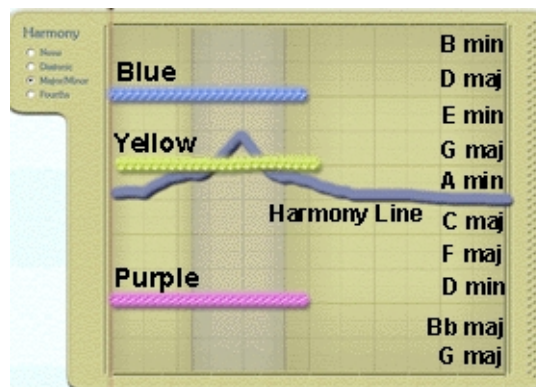 Harmony
None
Diatonic
Major/Minor
Fourths
B min
Blue
D maj
E min
Yellow
G maj
A min
Harmony Line
C maj
F maj
Purple
D min
Bb maj
G maj